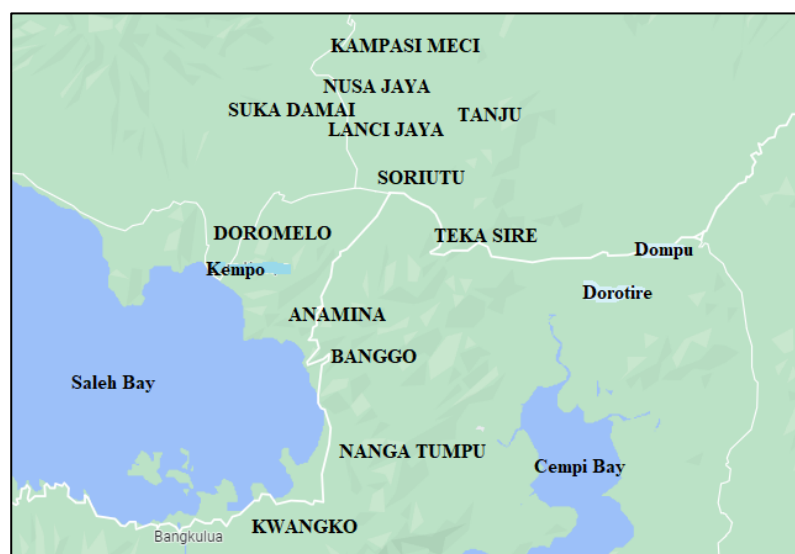 KAMPASI MECI
NUSA JAYA
SUKA DAMAI
TANJU
LANCI JAYA
SORIUTU
DOROMELO
TEKA SIRE
Dompu
Kempo
Dorotire
ANAMINA
BANGGO
Saleh Bay
NANGA TUMPU
Cempi Bay
KWANGKO
Bangkulua